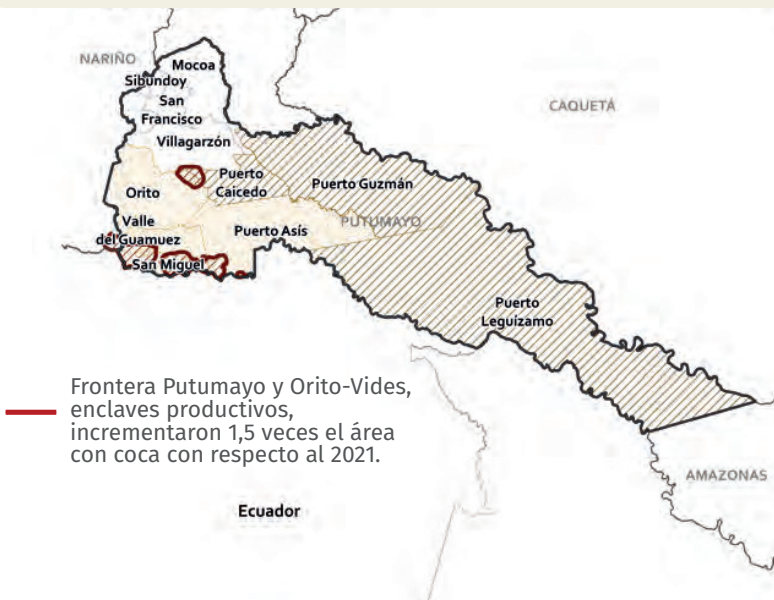 NARIÑO
Mocoa
Sibundoy
San
Francisco
CAQUETÁ
Villagarzón
Puerto
Caicedo
Puerto Guzmán
Orito
Valle
del Guamuez
Puerto Asís
PUTUMAYO
San Miguel
Puerto
Leguizamo
Frontera Putumayo y Orito-Vides,
enclaves productivos,
incrementaron 1,5 veces el área
con coca con respecto al 2021.
AMAZONAS
Ecuador